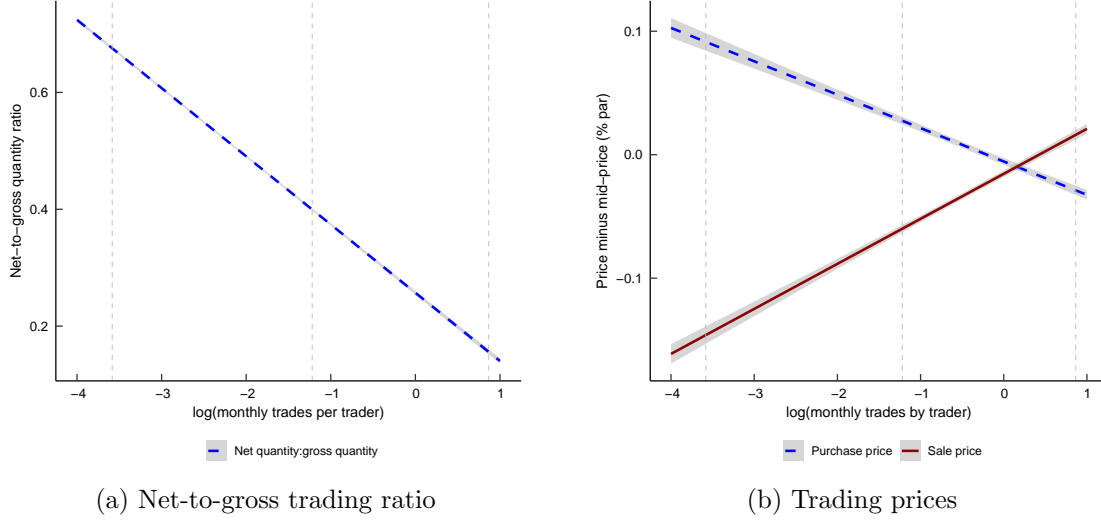 Net−to−gross quantity ratio
0.6
0.4
0.2
−4
−3
−2
−1
0
1
log(monthly trades per trader)
Net quantity:gross quantity
(a) Net-to-gross trading ratio
Price minus mid−price (% par)
0.1
0.0
−0.1
−4
−3
−2
−1
0
1
log(monthly trades by trader)
Purchase price
Sale price
(b) Trading prices